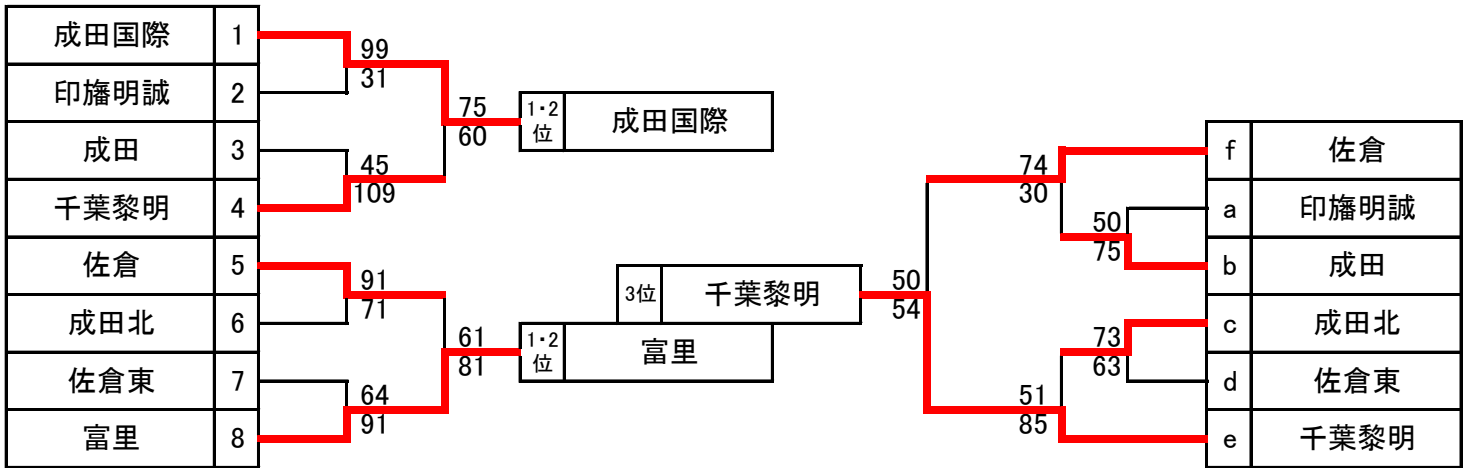 成田国際 1
印旛明誠 2
成田 3
千葉黎明 4
佐倉 5
成田北 6
佐倉東 7
富里 8
99
31
45
109
91
71
64
91
75
60
61
81
1・2位 成田国際
1・2位 富里
3位 千葉黎明
50
54
74
30
51
85
50
75
73
63
f 佐倉
a 印旛明誠
b 成田
c 成田北
d 佐倉東
e 千葉黎明